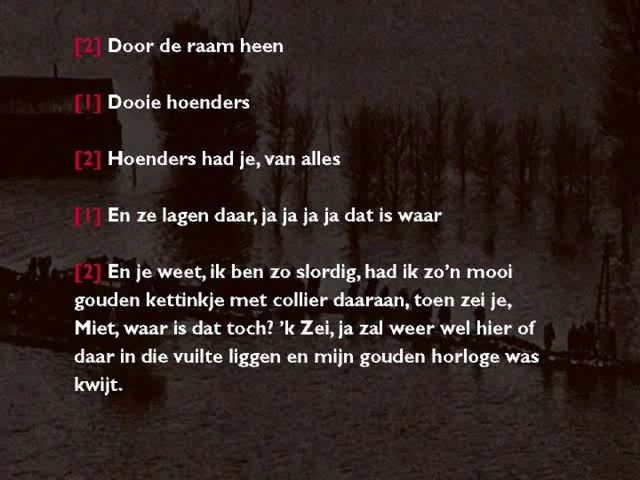 [2] Door de raam heen
[1] Dooie hoenders
[2] Hoenders had je, van alles
[1] En ze lagen daar, ja ja ja ja dat is waar
[2] En je weet, ik ben zo slordig, had ik zo’n mooi
gouden kettinkje met collier daaraan, toen zei je,
Miet, waar is dat toch? ’k Zei, ja zal weer wel hier of
daar in die vuilte liggen en mijn gouden horloge was
kwijt.